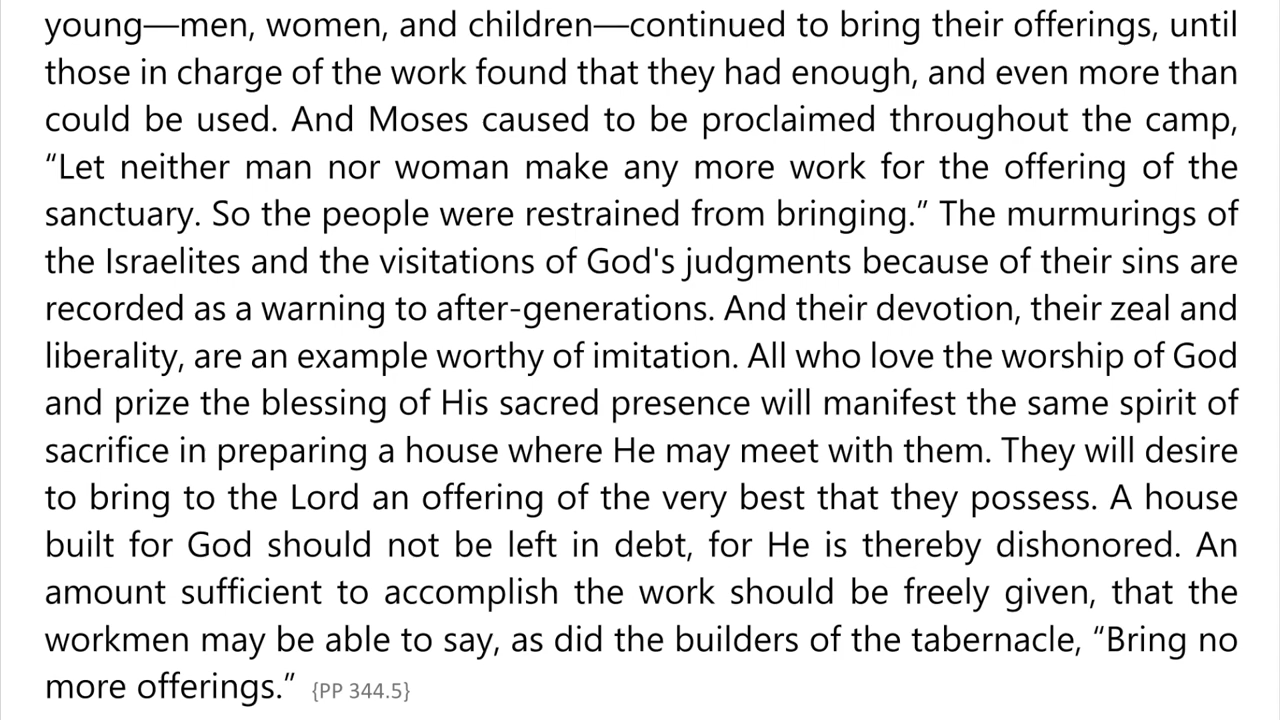 young—men, women, and children—continued to bring their offerings, until
those in charge of the work found that they had enough, and even more than
could be used. And Moses caused to be proclaimed throughout the camp,
“Let neither man nor woman make any more work for the offering of the
sanctuary. So the people were restrained from bringing.” The murmurings of
the Israelites and the visitations of God's judgments because of their sins are
recorded as a warning to after-generations. And their devotion, their zeal and
liberality, are an example worthy of imitation. All who love the worship of God
and prize the blessing of His sacred presence will manifest the same spirit of
sacrifice in preparing a house where He may meet with them. They will desire
to bring to the Lord an offering of the very best that they possess. A house
built for God should not be left in debt, for He is thereby dishonored. An
amount sufficient to accomplish the work should be freely given, that the
workmen may be able to say, as did the builders of the tabernacle, “Bring no
more offerings.” {PP 344.5}